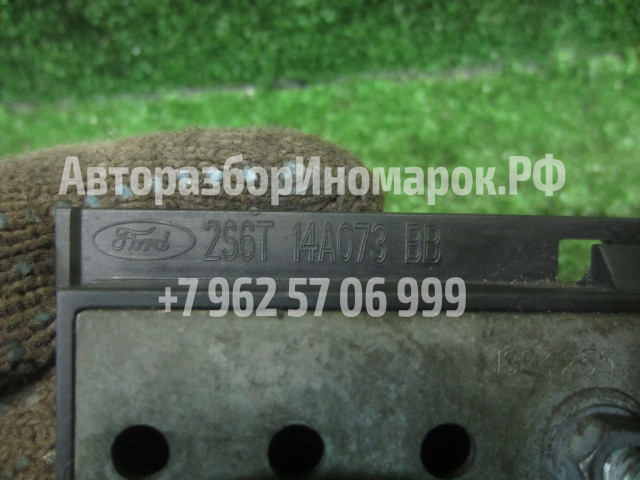 АвторазборИномарок.РФ
Ford 2S6T 14A073 BB
+7 962 57 06 999